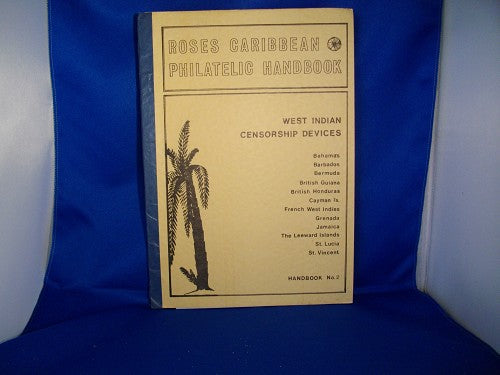 ROSES CARIBBEAN
PHILATELIC HANDBOOK
WEST INDIAN
CENSORSHIP DEVICES
Bahamas
Barbados
Bermuda
British Guiana
British Honduras
Cayman Is.
French West Indies
Grenada
Jamaica
The Leeward Islands
St. Lucia
St. Vincent
HANDBOOK No. 2